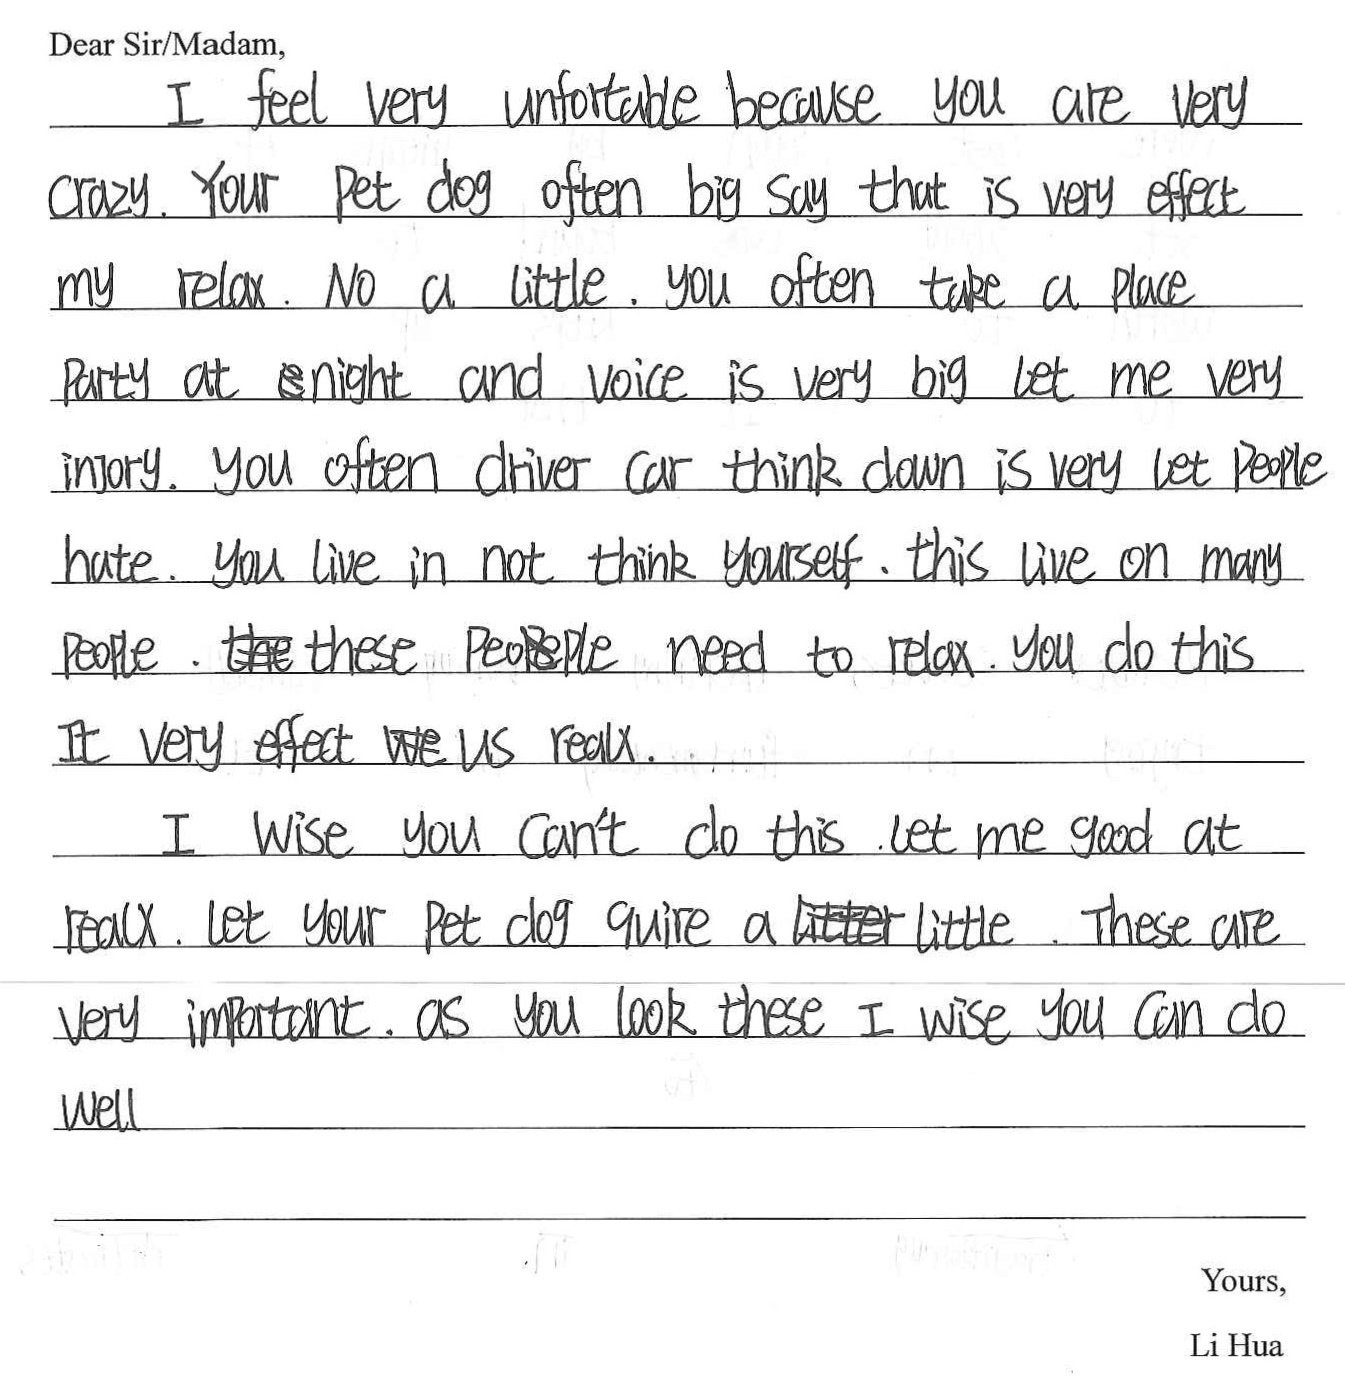 Dear Sir/Madam,
I feel very unfortable because you are very
crazy. Your pet dog often big say that is very effect
my relax. No a little. you often take a place
party at night and voice is very big let me very
injory. you often driver car think down is very let people
hate. you live in not think yourself. this live on many
people. these people need to relax. you do this
It very effect us realx.
I wise you can't do this. let me good at
realx. let your pet dog quire a little. These are
very important. as you look these I wise you can do
well
Yours,
Li Hua